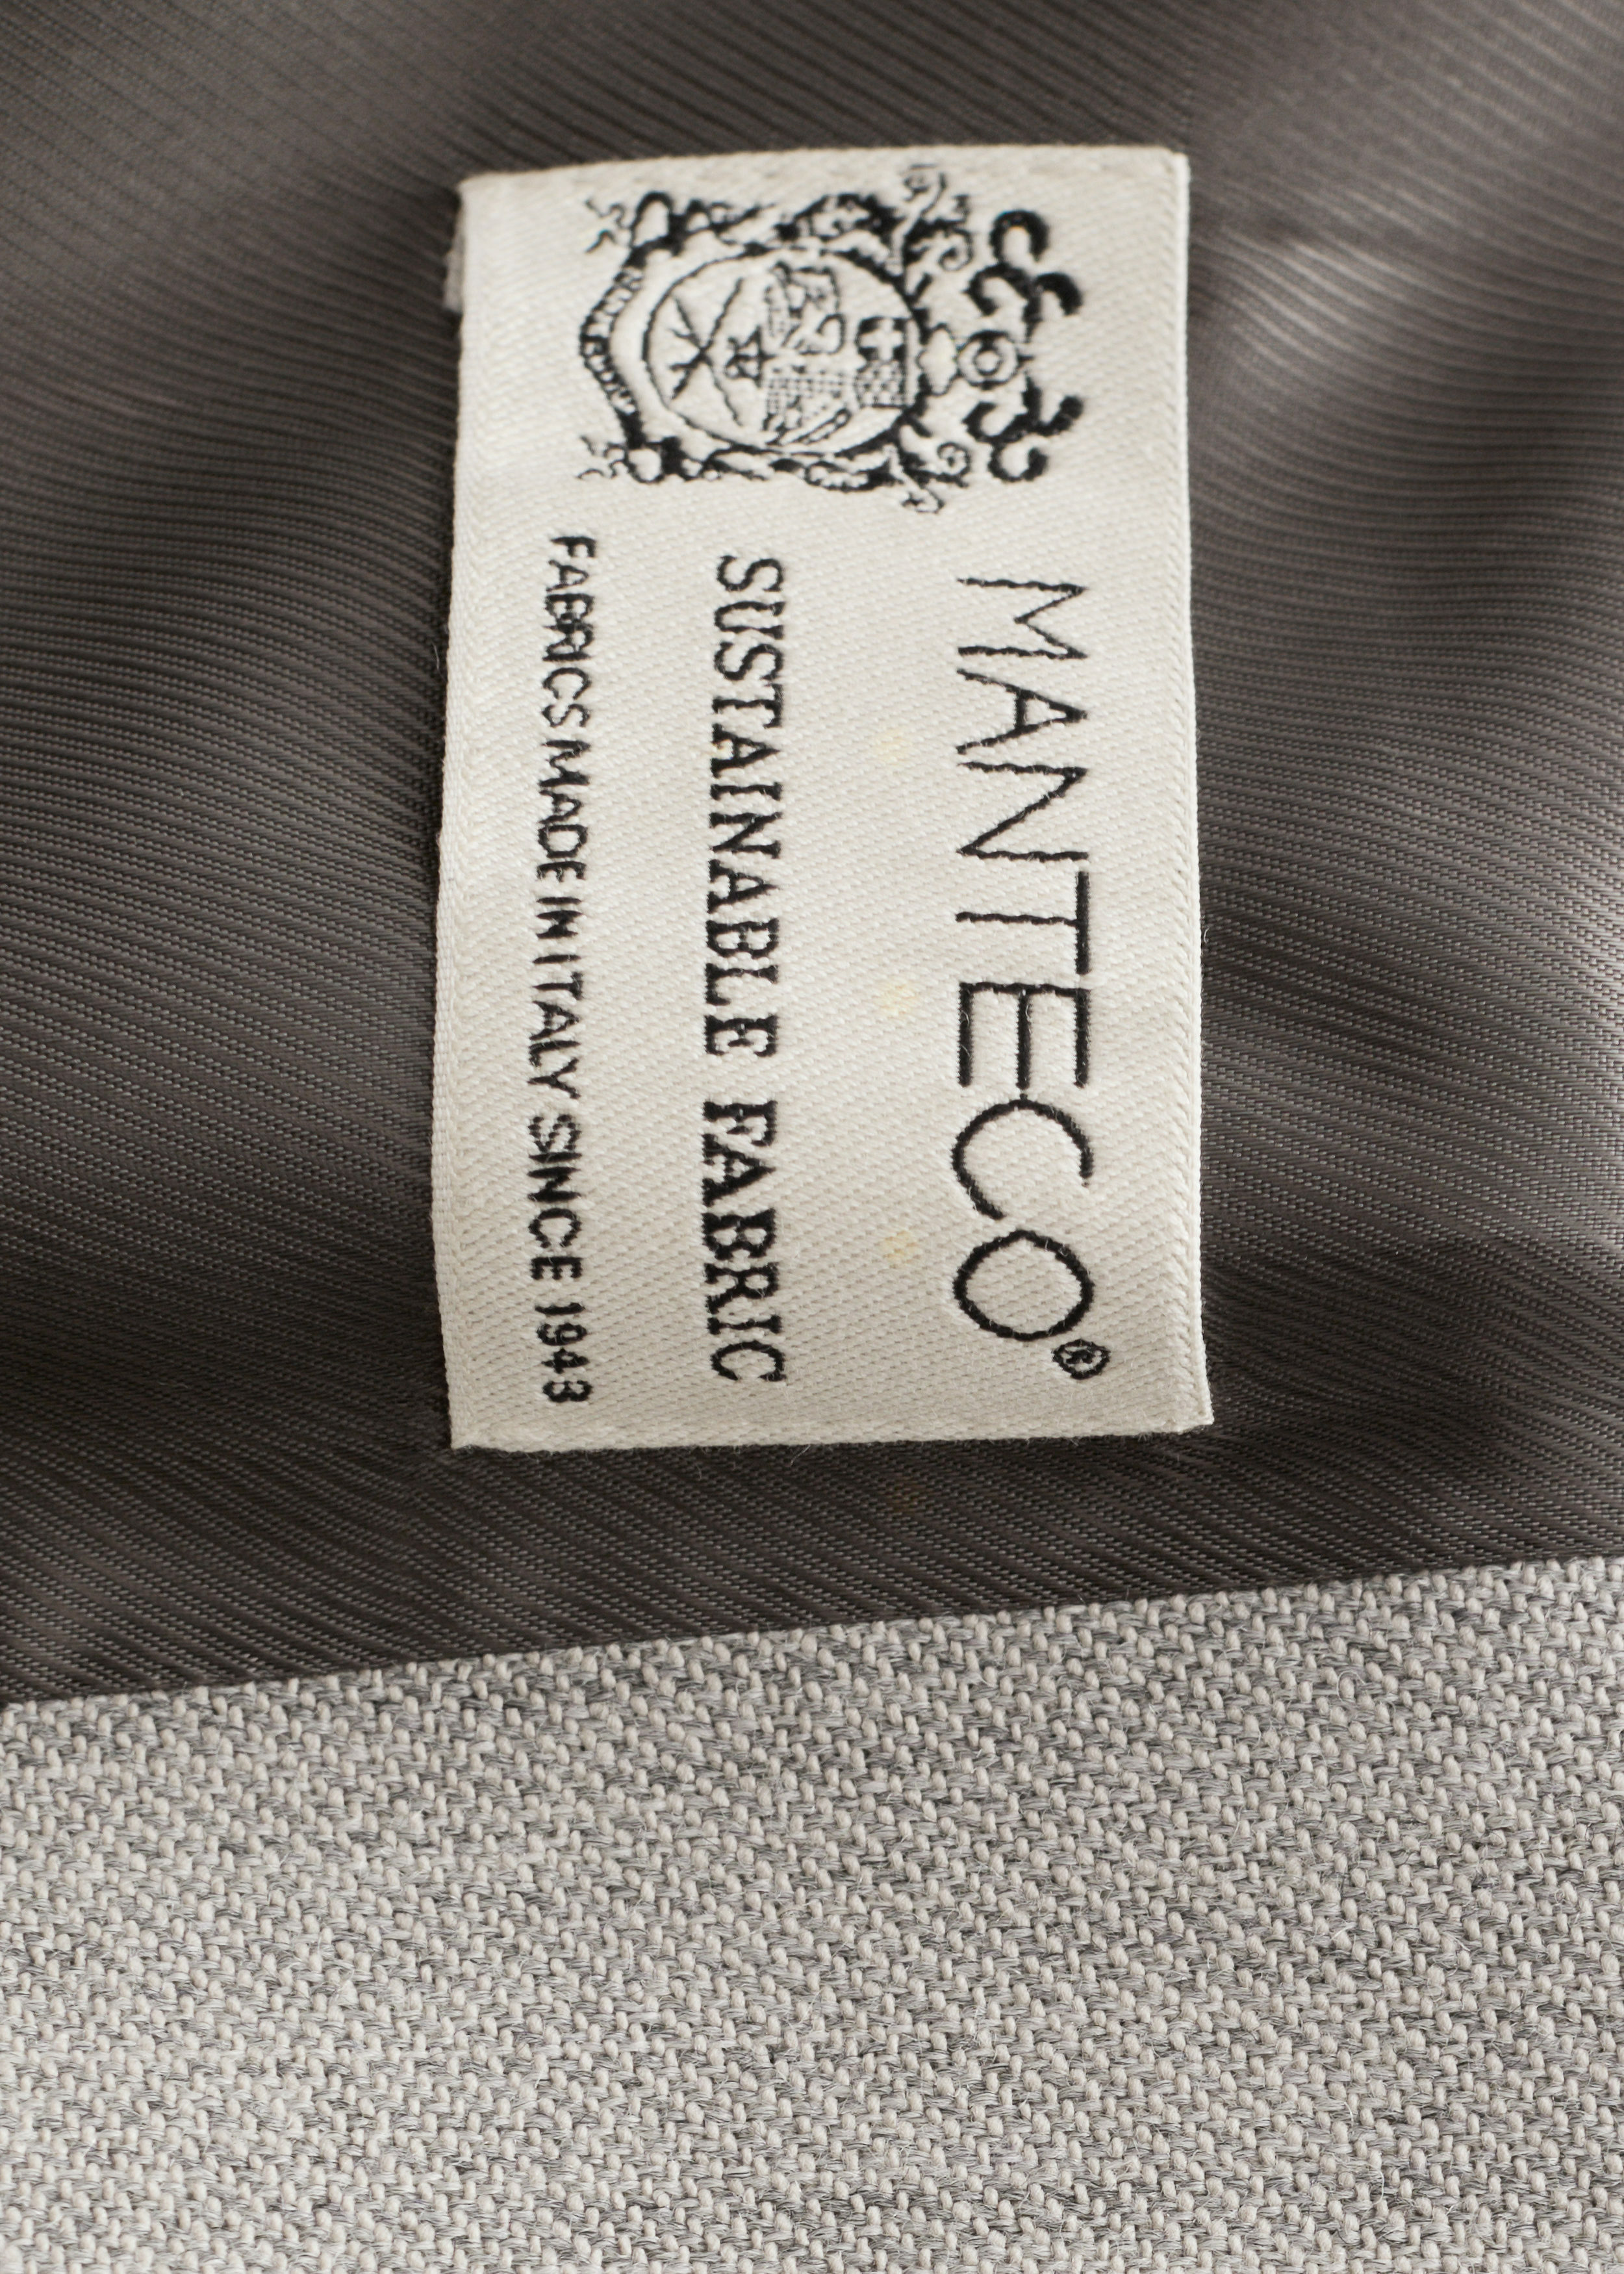 MANTECO®
SUSTAINABLE FABRIC
FABRICS MADE IN ITALY SINCE 1943